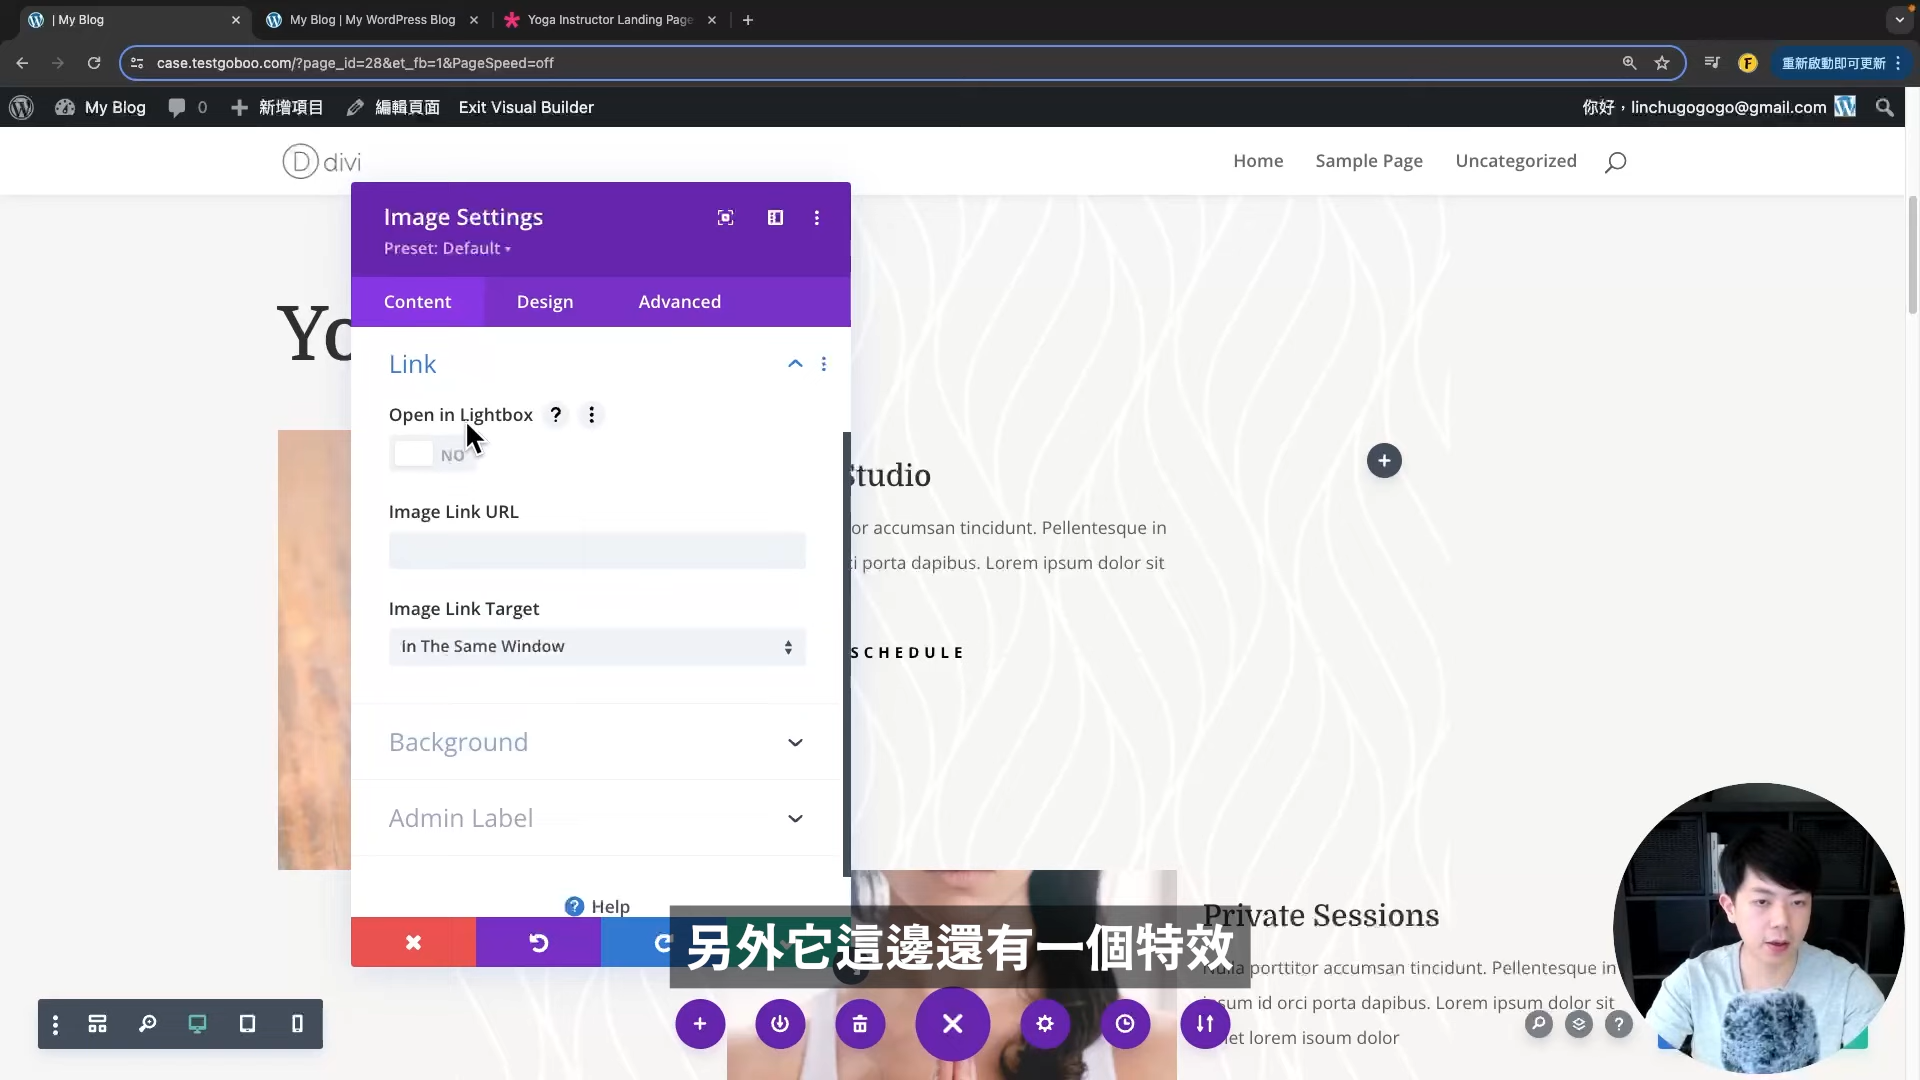 | My Blog
My Blog | My WordPress Blog
Yoga Instructor Landing Page
case.testgoboo.com/?page_id=28&et_fb=1&PageSpeed=off
F
重新啟動即可更新
My Blog
0
新增項目
編輯頁面
Exit Visual Builder
你好，linchugogogo@gmail.com
D divi
Home
Sample Page
Uncategorized
Image Settings
Preset: Default
Content
Design
Advanced
Yo
Link
Open in Lightbox ?
NO
Image Link URL
Image Link Target
In The Same Window
Studio
or accumsan tincidunt. Pellentesque in
ci porta dapibus. Lorem ipsum dolor sit
SCHEDULE
Background
Admin Label
? Help
另外它這邊還有一個特效
Private Sessions
Nulla porttitor accumsan tincidunt. Pellentesque in
ipsum id orci porta dapibus. Lorem ipsum dolor sit
met lorem isoum dolor
?